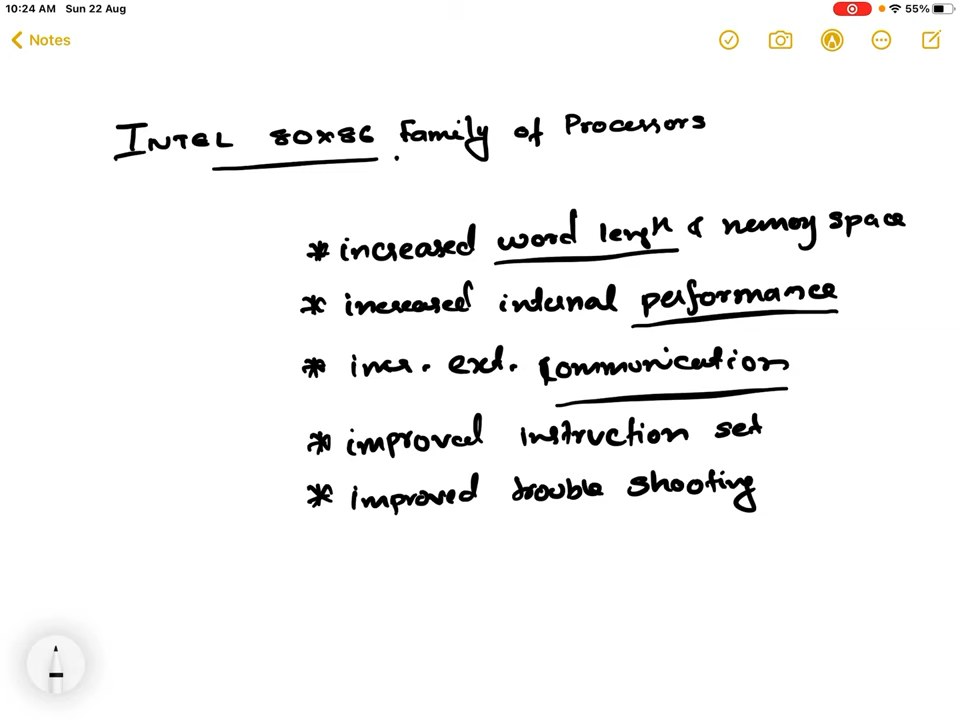 10:24 AM Sun 22 Aug 55%
Notes
INTEL 80x86 Family of Processors
* increased word length & memory space
* increased internal performance
* incr. ext. communication
* improved instruction set
* improved trouble shooting